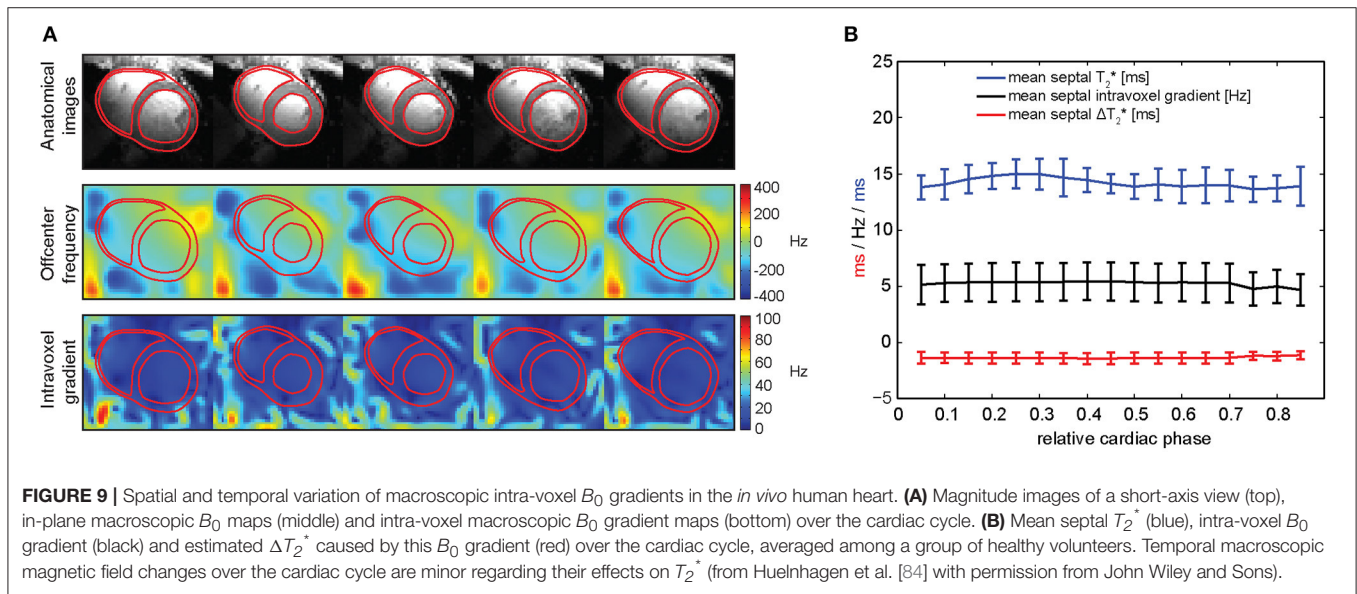 A
Anatomical
images
Offcenter
frequency
400
200
0
-200
-400
Hz
Intravoxel
gradient
100
80
60
40
20
0
Hz
B
mean septal T2* [ms]
mean septal intravoxel gradient [Hz]
mean septal ΔT2* [ms]
ms / Hz / ms
25
20
15
10
5
0
−5
0 0.1 0.2 0.3 0.4 0.5 0.6 0.7 0.8
relative cardiac phase
FIGURE 9 | Spatial and temporal variation of macroscopic intra-voxel B0 gradients in the in vivo human heart. (A) Magnitude images of a short-axis view (top),
in-plane macroscopic B0 maps (middle) and intra-voxel macroscopic B0 gradient maps (bottom) over the cardiac cycle. (B) Mean septal T2* (blue), intra-voxel B0
gradient (black) and estimated ΔT2* caused by this B0 gradient (red) over the cardiac cycle, averaged among a group of healthy volunteers. Temporal macroscopic
magnetic field changes over the cardiac cycle are minor regarding their effects on T2* (from Huelnhagen et al. [84] with permission from John Wiley and Sons).